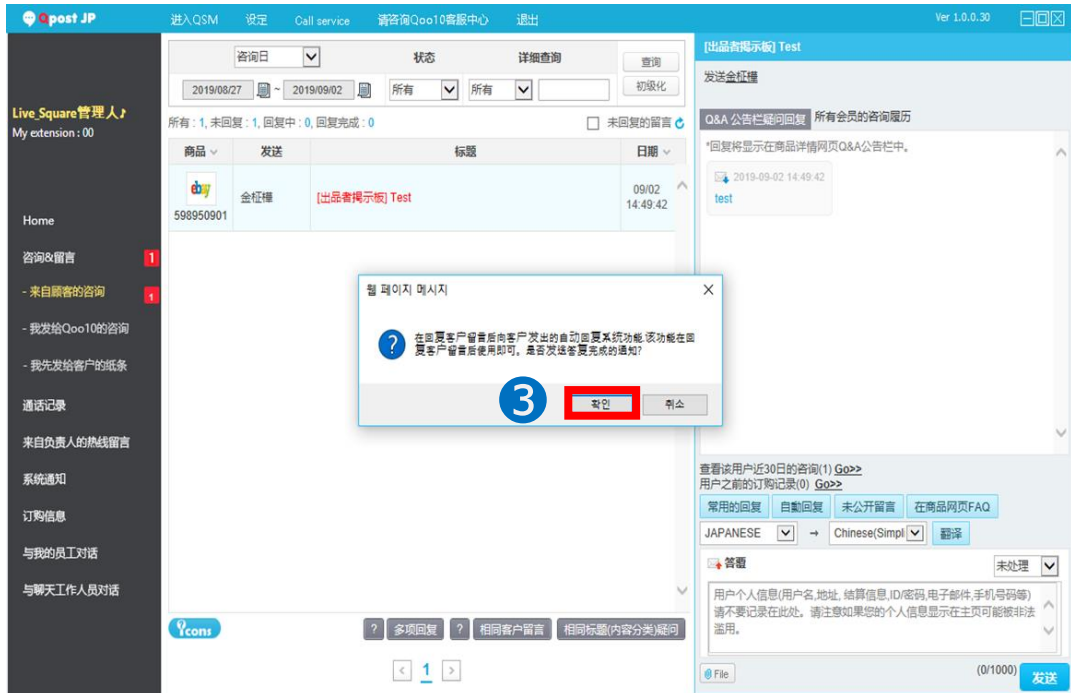 Qpost JP
进入QSM 设定 Call service 请咨询Qoo10客服中心 退出
Ver 1.0.0.30
Live_Square管理人♪
My extension : 00
Home
咨询&留言 1
- 来自顾客的咨询 1
- 我发给Qoo10的咨询
- 我先发给客户的纸条
通话记录
来自负责人的热线留言
系统通知
订购信息
与我的员工对话
与聊天工作人员对话
咨询日 状态 详细查询 查询
2019/08/27 ~ 2019/09/02 所有 所有 初级化
所有 : 1, 未回复 : 1, 回复中 : 0, 回复完成 : 0 未回复的留言
商品 发送 标题 日期
ebay
598950901
金柾樺
[出品者揭示板] Test
09/02
14:49:42
웹 페이지 메시지
?
在回复客户留言后向客户发出的自动回复系统功能.该功能在回
复客户留言后使用即可。是否发送答复完成的通知?
3
확인 취소
Qcons
? 多项回复 ? 相同客户留言 相同标题(内容分类)疑问
< 1 >
[出品者揭示板] Test
发送金柾樺
Q&A 公告栏疑问回复 所有会员的咨询履历
*回复将显示在商品详情网页Q&A公告栏中。
2019-09-02 14:49:42
test
查看该用户近30日的咨询(1) Go>>
用户之前的订购记录(0) Go>>
常用的回复 自動回复 未公开留言 在商品网页FAQ
JAPANESE → Chinese(Simpli 翻译
答覆 未处理
用户个人信息(用户名,地址, 结算信息,ID/密码,电子邮件,手机号码等)
请不要记录在此处。请注意如果您的个人信息显示在主页可能被非法
滥用。
File (0/1000) 发送